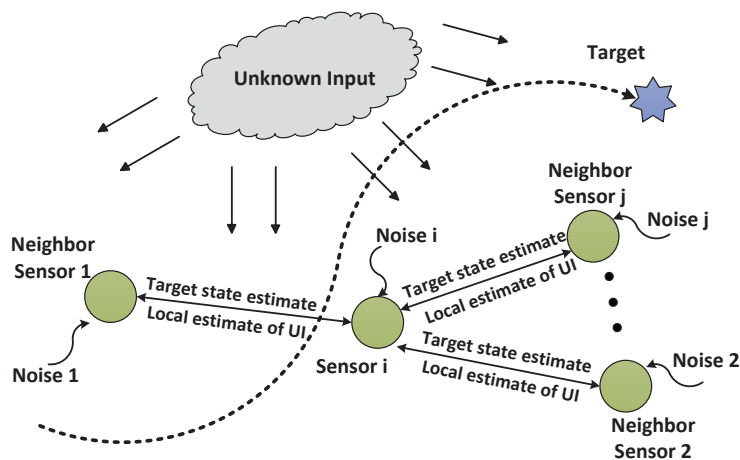 Unknown Input
Target
Neighbor
Sensor j
Noise j
Neighbor
Sensor 1
Noise i
Target state estimate
Local estimate of UI
Target state estimate
Local estimate of UI
Sensor i
Target state estimate
Local estimate of UI
Noise 1
Noise 2
Neighbor
Sensor 2